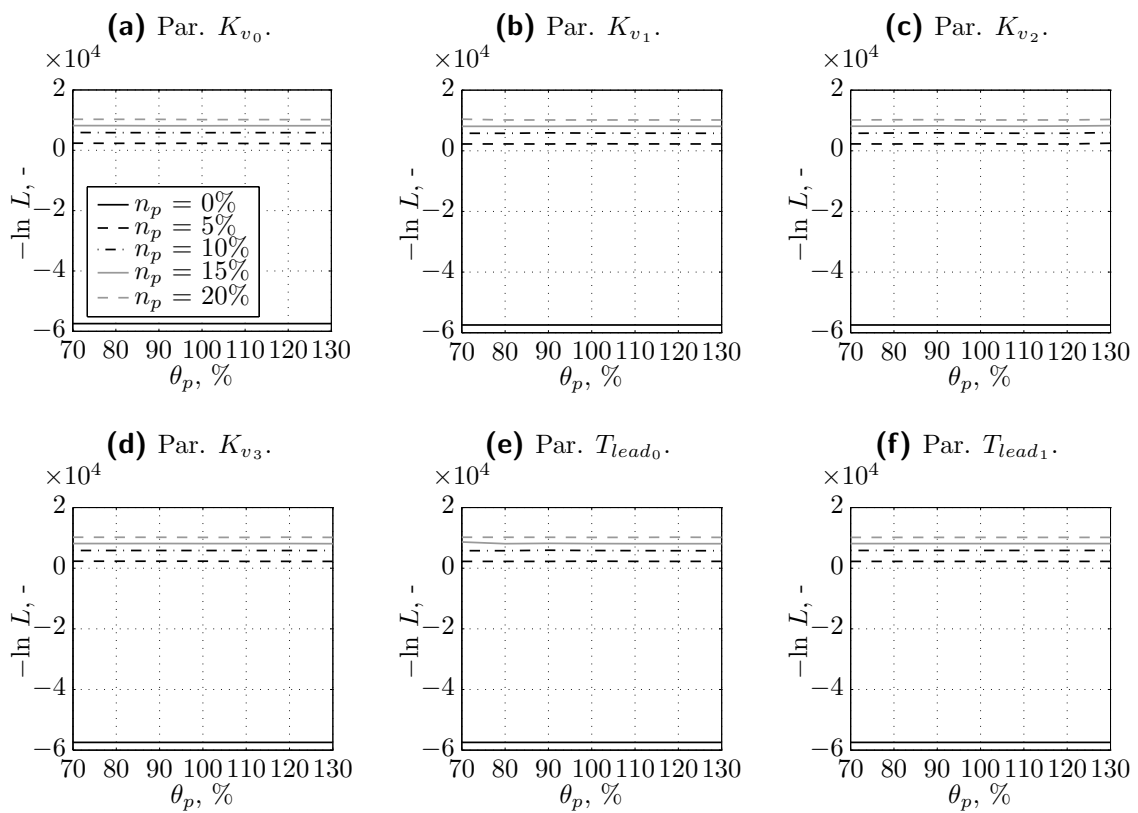 (a) Par. K_{v_0}.
(b) Par. K_{v_1}.
(c) Par. K_{v_2}.
×10^4
×10^4
×10^4
2
0
−2
−4
−6
−ln L, -
n_p = 0%
n_p = 5%
n_p = 10%
n_p = 15%
n_p = 20%
70 80 90 100 110 120 130
θ_p, %
2
0
−2
−4
−6
−ln L, -
70 80 90 100 110 120 130
θ_p, %
2
0
−2
−4
−6
−ln L, -
70 80 90 100 110 120 130
θ_p, %
(d) Par. K_{v_3}.
(e) Par. T_{lead_0}.
(f) Par. T_{lead_1}.
×10^4
×10^4
×10^4
2
0
−2
−4
−6
−ln L, -
70 80 90 100 110 120 130
θ_p, %
2
0
−2
−4
−6
−ln L, -
70 80 90 100 110 120 130
θ_p, %
2
0
−2
−4
−6
−ln L, -
70 80 90 100 110 120 130
θ_p, %